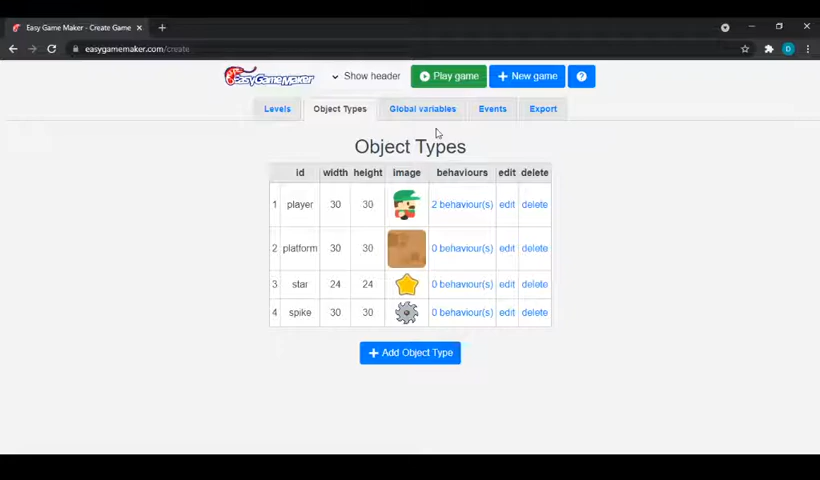 Easy Game Maker - Create Game
easygamemaker.com/create
D
EasyGameMaker Show header Play game New game ?
Levels Object Types Global variables Events Export
Object Types
id width height image behaviours edit delete
1 player 30 30 2 behaviour(s) edit delete
2 platform 30 30 0 behaviour(s) edit delete
3 star 24 24 0 behaviour(s) edit delete
4 spike 30 30 0 behaviour(s) edit delete
Add Object Type